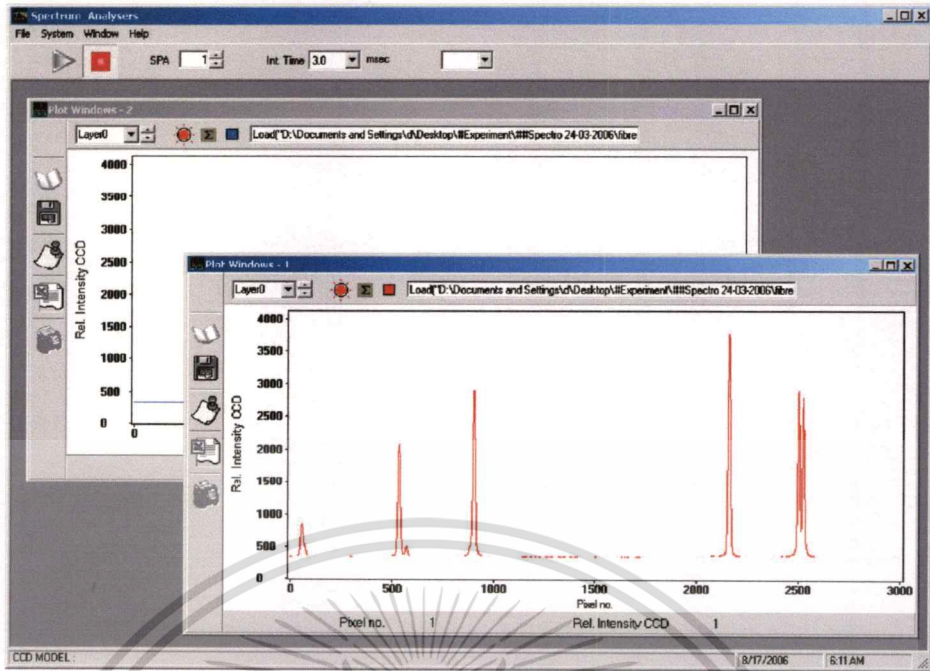 Spectrum Analysers
File System Window Help
SPA 1 Int. Time 3.0 msec
Plot Windows - 2
Layer0 Σ Load("D:\Documents and Settings\d\Desktop\#Experiment\##Spectro 24-03-2006\fibre
4000
3500
3000
2500
2000
1500
1000
500
0
Rel. Intensity CCD
0
Plot Windows - 1
Layer0 Σ Load("D:\Documents and Settings\d\Desktop\#Experiment\##Spectro 24-03-2006\fibre
4000
3500
3000
2500
2000
1500
1000
500
0
Rel. Intensity CCD
0 500 1000 1500 2000 2500 3000
Pixel no.
Pixel no. 1 Rel. Intensity CCD 1
CCD MODEL : 8/17/2006 6:11 AM